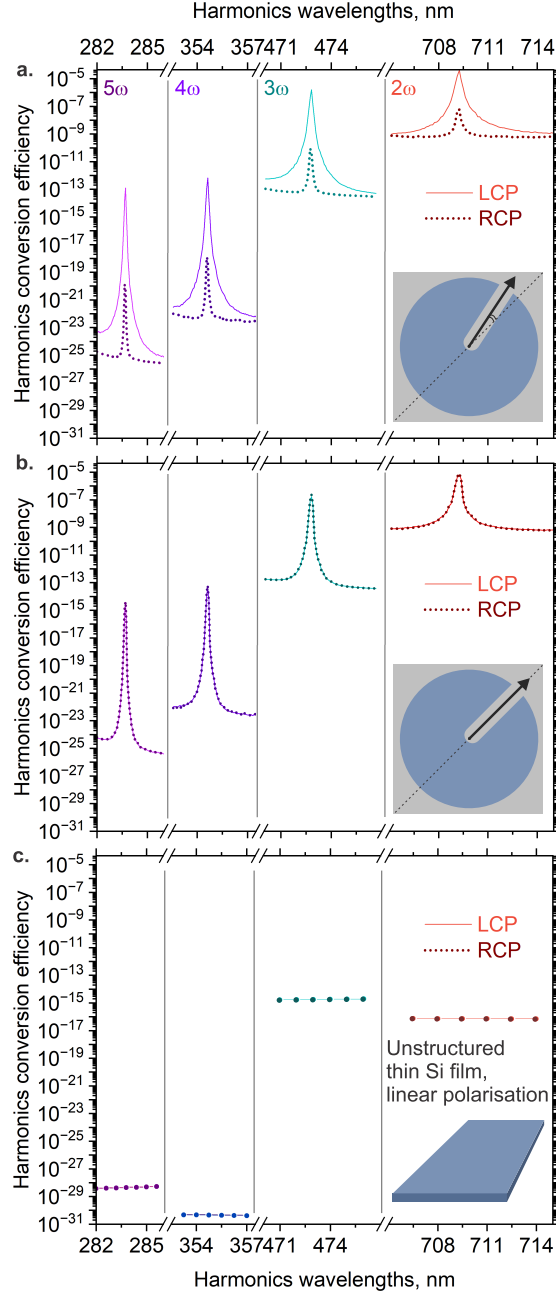 Harmonics wavelengths, nm
282 285 354 357 471 474 708 711 714
a.
5ω 4ω 3ω 2ω
Harmonics conversion efficiency
10⁻⁵
10⁻⁷
10⁻⁹
10⁻¹¹
10⁻¹³
10⁻¹⁵
10⁻¹⁷
10⁻¹⁹
10⁻²¹
10⁻²³
10⁻²⁵
10⁻²⁷
10⁻²⁹
10⁻³¹
LCP
RCP
b.
Harmonics conversion efficiency
10⁻⁵
10⁻⁷
10⁻⁹
10⁻¹¹
10⁻¹³
10⁻¹⁵
10⁻¹⁷
10⁻¹⁹
10⁻²¹
10⁻²³
10⁻²⁵
10⁻²⁷
10⁻²⁹
10⁻³¹
LCP
RCP
c.
Harmonics conversion efficiency
10⁻⁵
10⁻⁷
10⁻⁹
10⁻¹¹
10⁻¹³
10⁻¹⁵
10⁻¹⁷
10⁻¹⁹
10⁻²¹
10⁻²³
10⁻²⁵
10⁻²⁷
10⁻²⁹
10⁻³¹
LCP
RCP
Unstructured
thin Si film,
linear polarisation
282 285 354 357 471 474 708 711 714
Harmonics wavelengths, nm